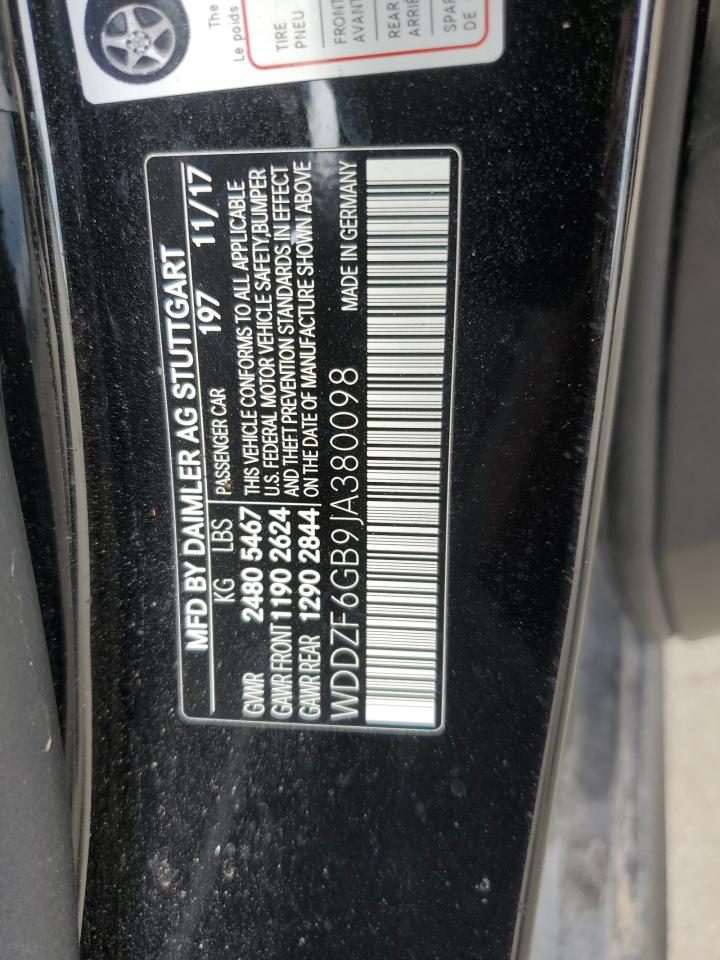 The
Le poids
TIRE
PNEU
FRONT
AVANT
REAR
SPAR
DE
MFD BY DAIMLER AG STUTTGART
197 11/17
KG LBS PASSENGER CAR
GVWR 2480 5467 THIS VEHICLE CONFORMS TO ALL APPLICABLE
U.S. FEDERAL MOTOR VEHICLE SAFETY,BUMPER
GAWR FRONT 1190 2624 AND THEFT PREVENTION STANDARDS IN EFFECT
GAWR REAR 1290 2844 ON THE DATE OF MANUFACTURE SHOWN ABOVE
WDDZF6GB9JA380098 MADE IN GERMANY